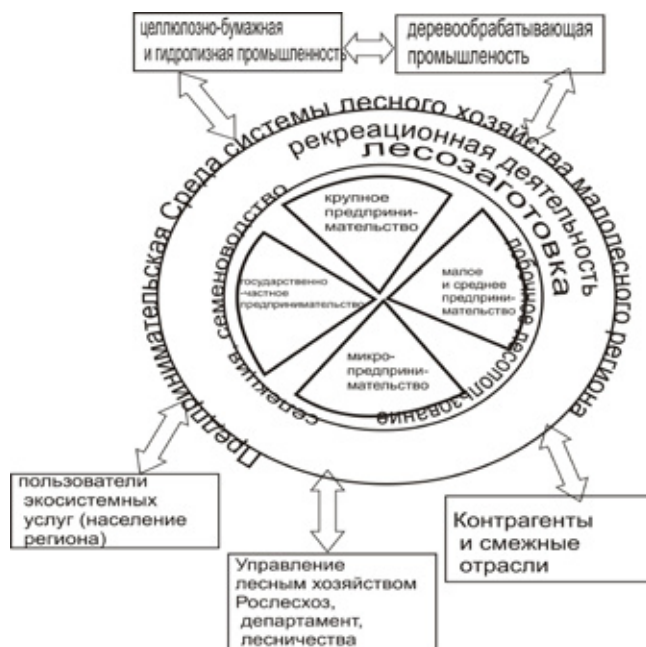 целлюлозно-бумажная
и гидролизная промышленность
деревообрабатывающая
промышленость
Предпринимательская Среда системы лесного хозяйства малолесного региона
рекреационная деятельность
лесозаготовка
селекция, семеноводство
побочное лесопользование
крупное
предприни-
мательство
государственно
-частное
предпринимательство
малое
и среднее
предприни-
мательство
микро-
предприни-
мательство
пользователи
экосистемных
услуг (население
региона)
Управление
лесным хозяйством
Рослесхоз,
департамент,
лесничества
Контрагенты
и смежные
отрасли